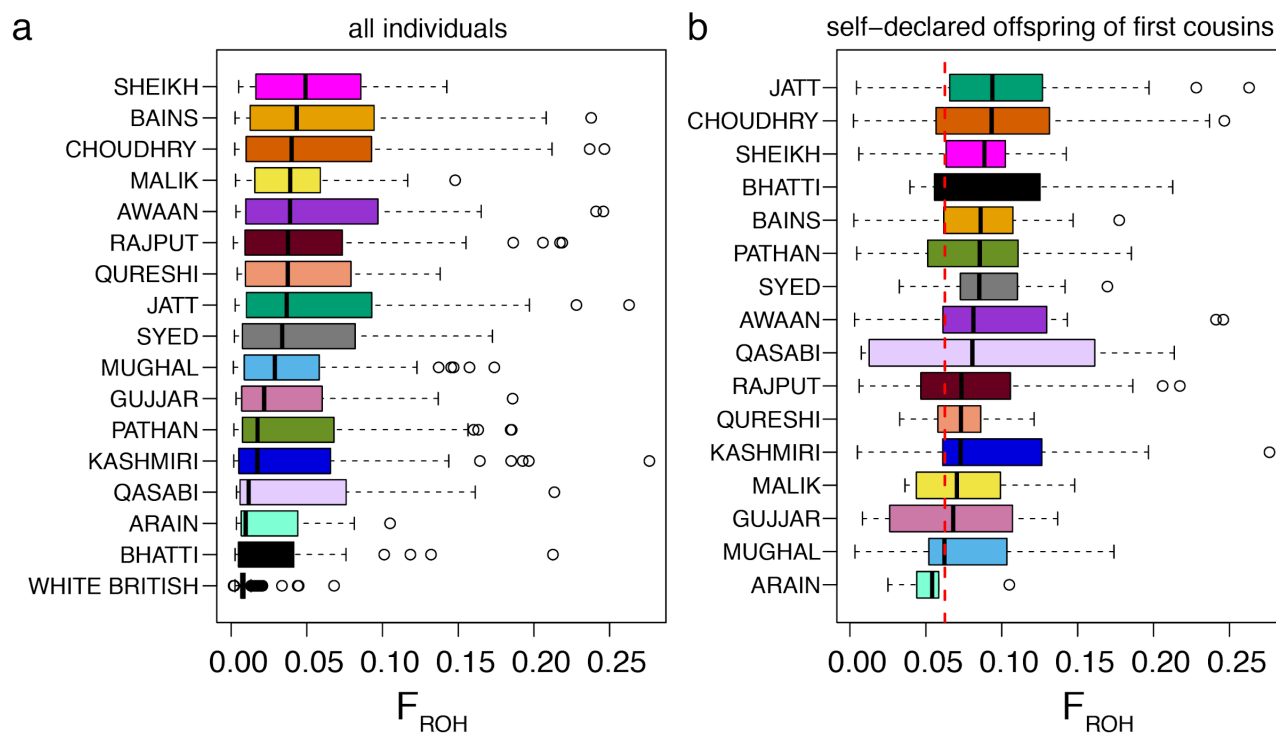 a
all individuals
SHEIKH
BAINS
CHOUDHRY
MALIK
AWAAN
RAJPUT
QURESHI
JATT
SYED
MUGHAL
GUJJAR
PATHAN
KASHMIRI
QASABI
ARAIN
BHATTI
WHITE BRITISH
0.00 0.05 0.10 0.15 0.20 0.25
FROH
b
self−declared offspring of first cousins
JATT
CHOUDHRY
SHEIKH
BHATTI
BAINS
PATHAN
SYED
AWAAN
QASABI
RAJPUT
QURESHI
KASHMIRI
MALIK
GUJJAR
MUGHAL
ARAIN
0.00 0.05 0.10 0.15 0.20 0.25
FROH